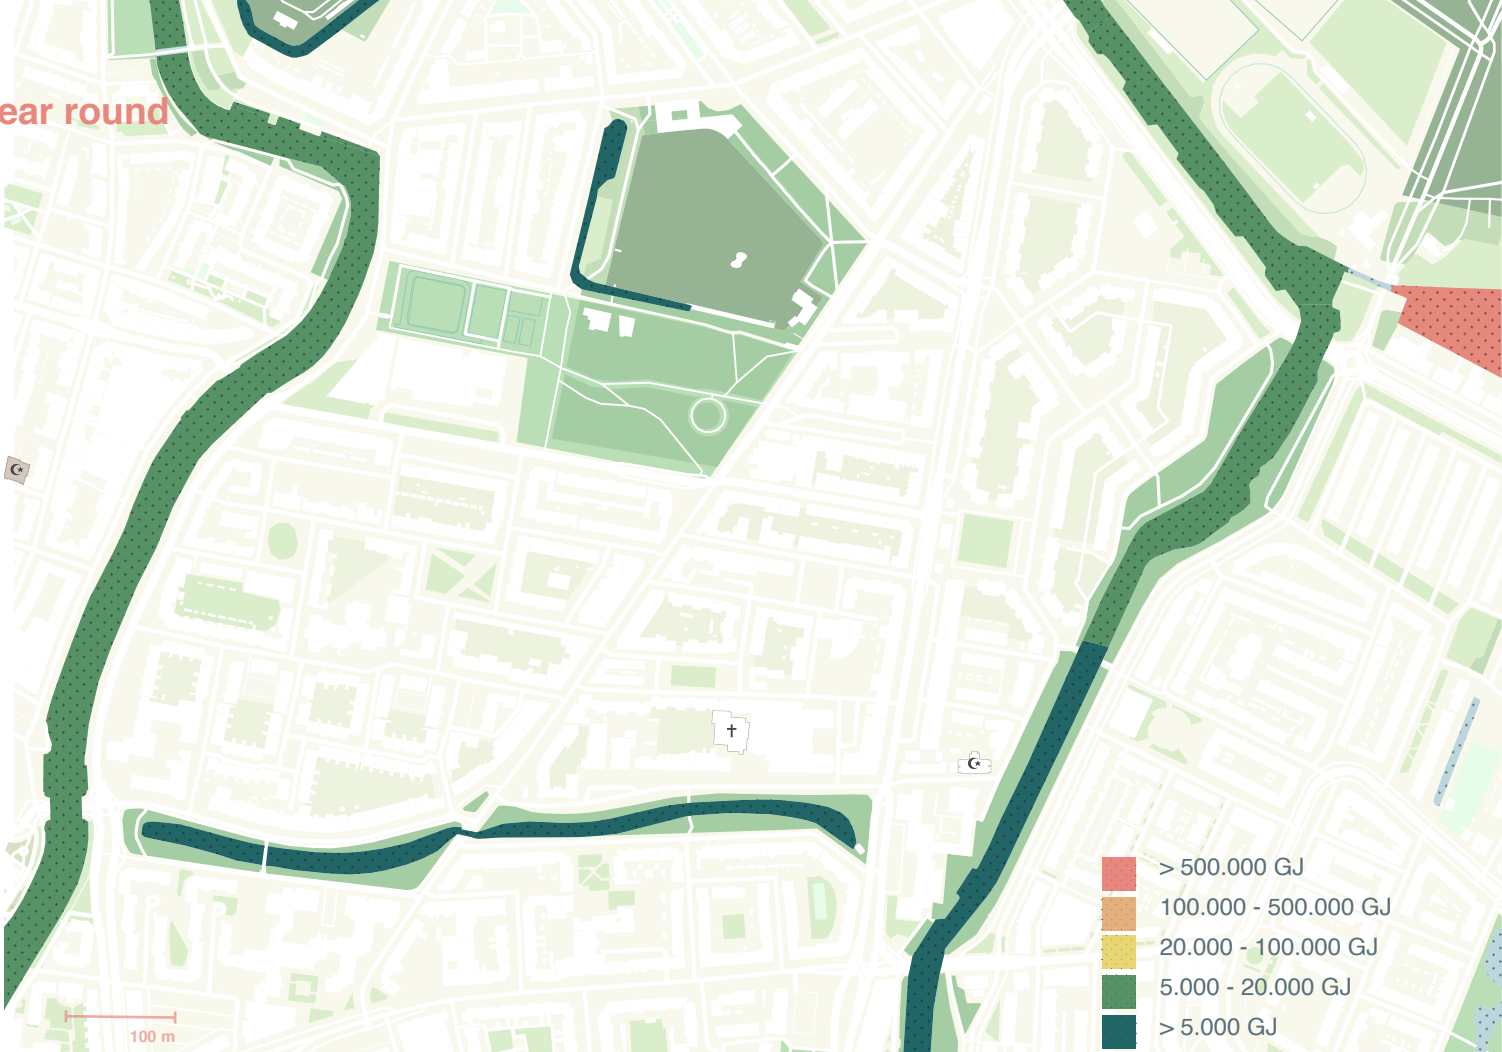 ear round
> 500.000 GJ
100.000 - 500.000 GJ
20.000 - 100.000 GJ
5.000 - 20.000 GJ
> 5.000 GJ
100 m